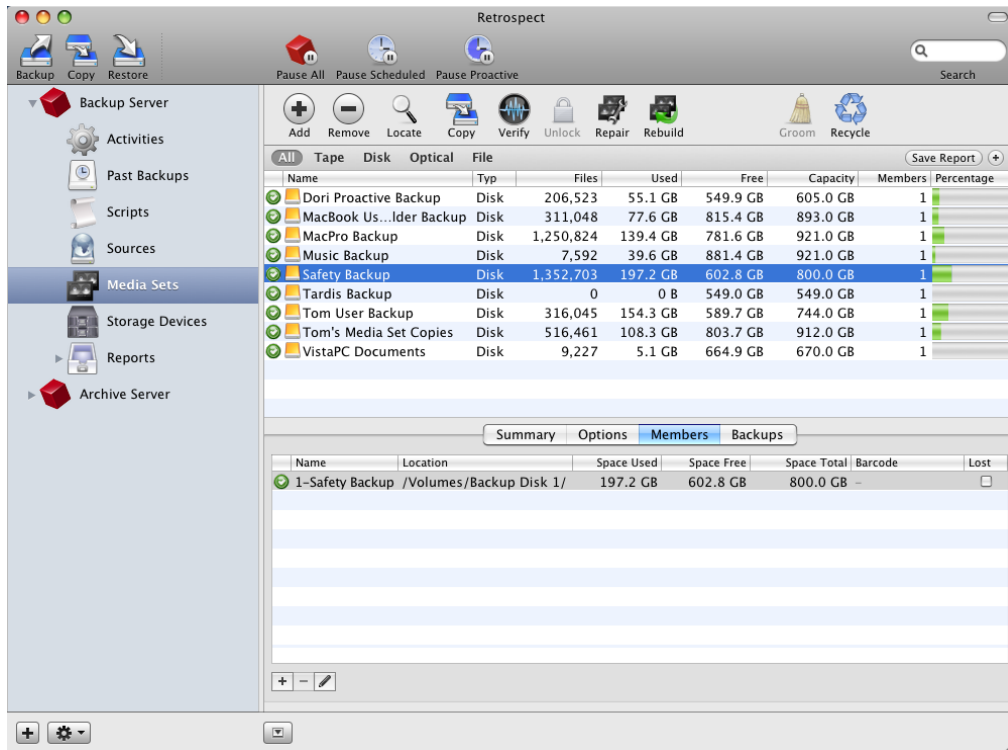 Retrospect
Backup Copy Restore Pause All Pause Scheduled Pause Proactive Search
Backup Server
Activities
Past Backups
Scripts
Sources
Media Sets
Storage Devices
Reports
Archive Server
Add Remove Locate Copy Verify Unlock Repair Rebuild Groom Recycle
All Tape Disk Optical File Save Report
Name Typ Files Used Free Capacity Members Percentage
Dori Proactive Backup Disk 206,523 55.1 GB 549.9 GB 605.0 GB 1
MacBook Us...lder Backup Disk 311,048 77.6 GB 815.4 GB 893.0 GB 1
MacPro Backup Disk 1,250,824 139.4 GB 781.6 GB 921.0 GB 1
Music Backup Disk 7,592 39.6 GB 881.4 GB 921.0 GB 1
Safety Backup Disk 1,352,703 197.2 GB 602.8 GB 800.0 GB 1
Tardis Backup Disk 0 0 B 549.0 GB 549.0 GB 1
Tom User Backup Disk 316,045 154.3 GB 589.7 GB 744.0 GB 1
Tom's Media Set Copies Disk 516,461 108.3 GB 803.7 GB 912.0 GB 1
VistaPC Documents Disk 9,227 5.1 GB 664.9 GB 670.0 GB 1
Summary Options Members Backups
Name Location Space Used Space Free Space Total Barcode Lost
1-Safety Backup /Volumes/Backup Disk 1/ 197.2 GB 602.8 GB 800.0 GB –